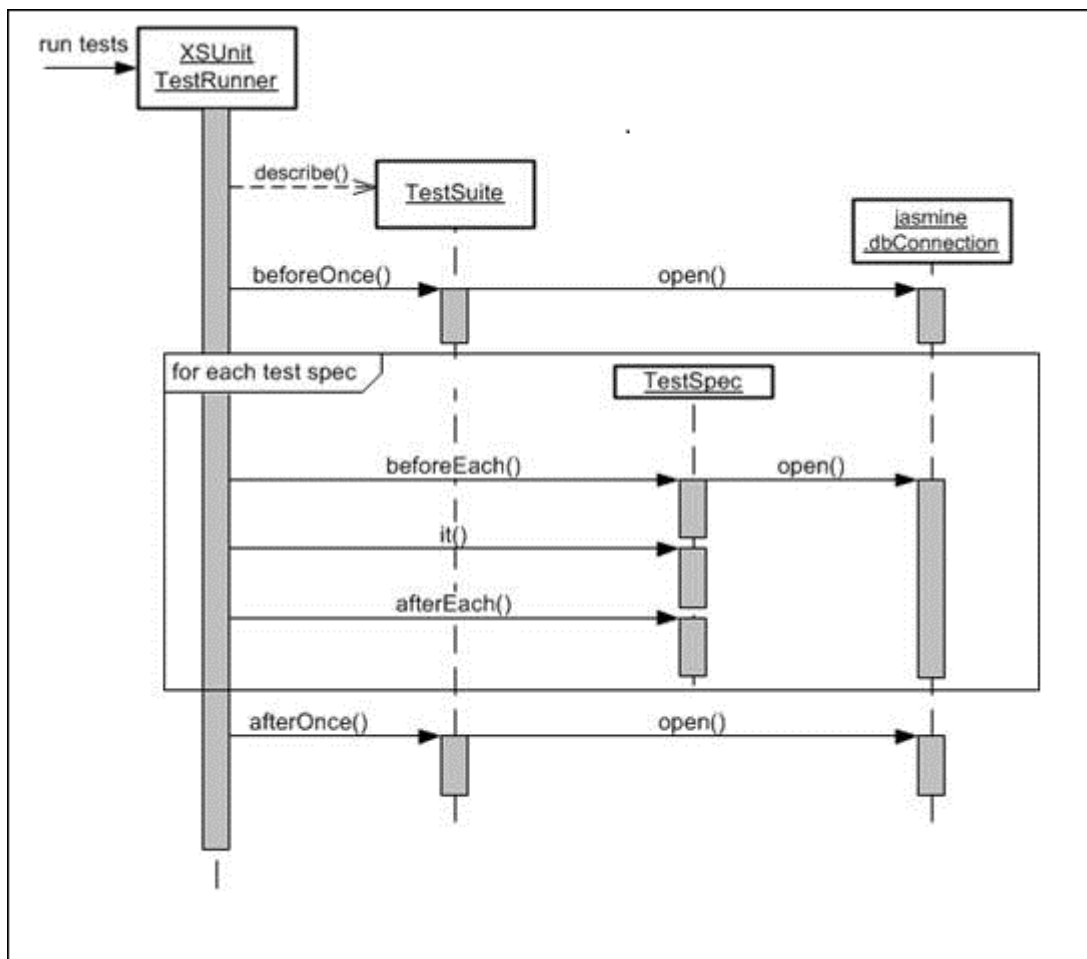 run tests
XSUnit
TestRunner
describe()
TestSuite
jasmine
.dbConnection
beforeOnce()
open()
for each test spec
TestSpec
beforeEach()
open()
it()
afterEach()
afterOnce()
open()